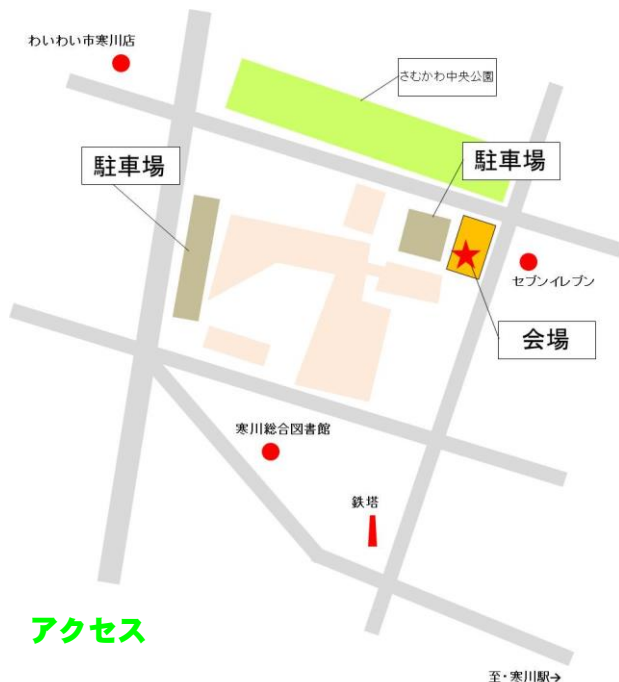 わいわい市寒川店
さむかわ中央公園
駐車場
駐車場
セブンイレブン
会場
寒川総合図書館
鉄塔
アクセス
至・寒川駅→